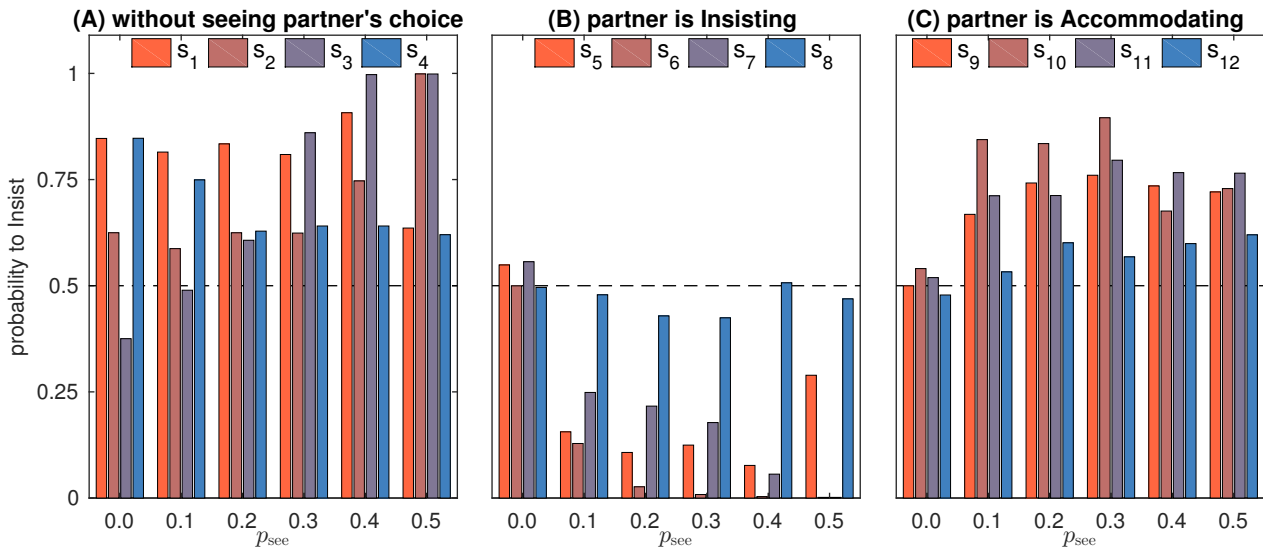 (A) without seeing partner's choice
(B) partner is Insisting
(C) partner is Accommodating
s1 s2 s3 s4
s5 s6 s7 s8
s9 s10 s11 s12
probability to Insist
1
0.75
0.5
0.25
0
0.0 0.1 0.2 0.3 0.4 0.5
psee
0.0 0.1 0.2 0.3 0.4 0.5
psee
0.0 0.1 0.2 0.3 0.4 0.5
psee